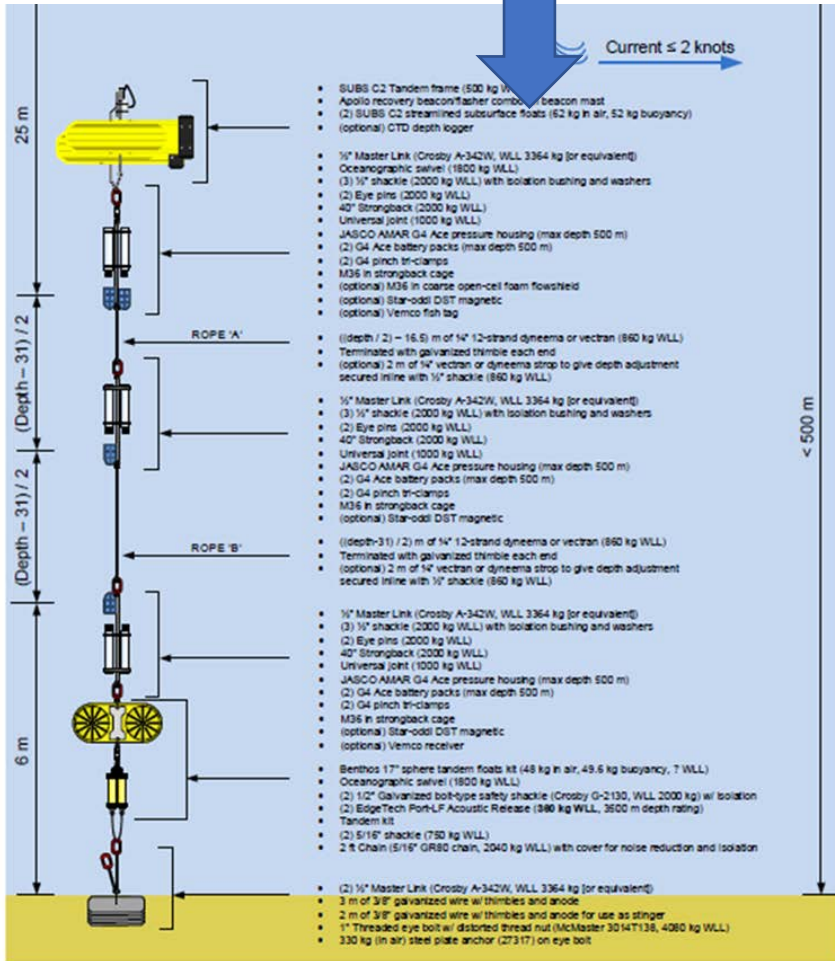 Current ≤ 2 knots
25 m
(Depth – 31) / 2
(Depth – 31) / 2
6 m
< 500 m
ROPE 'A'
ROPE 'B'
• SUBS C2 Tandem frame (500 kg
• Apollo recovery beacon/flasher beacon mast
• (2) SUBS C2 streamlined subsurface floats (62 kg in air, 52 kg buoyancy)
• (optional) CTD depth logger
• ½" Master Link (Crosby A-342W, WLL 3364 kg [or equivalent])
• Oceanographic swivel (1800 kg WLL)
• (3) ½" shackle (2000 kg WLL) with isolation bushing and washers
• (2) Eye pins (2000 kg WLL)
• 40" Strongback (2000 kg WLL)
• Universal joint (1000 kg WLL)
• JASCO AMAR G4 Ace pressure housing (max depth 500 m)
• (2) G4 Ace battery packs (max depth 500 m)
• (2) G4 pinch tri-clamps
• M36 in strongback cage
• (optional) M36 in coarse open-cell foam flowshield
• (optional) Star-oddi DST magnetic
• (optional) Vemco fish tag
• ((depth / 2) – 16.5) m of ¼" 12-strand dyneema or vectran (860 kg WLL)
• Terminated with galvanized thimble each end
• (optional) 2 m of ¼" vectran or dyneema strop to give depth adjustment
secured inline with ½" shackle (860 kg WLL)
• ½" Master Link (Crosby A-342W, WLL 3364 kg [or equivalent])
• (3) ½" shackle (2000 kg WLL) with isolation bushing and washers
• (2) Eye pins (2000 kg WLL)
• 40" Strongback (2000 kg WLL)
• Universal joint (1000 kg WLL)
• JASCO AMAR G4 Ace pressure housing (max depth 500 m)
• (2) G4 Ace battery packs (max depth 500 m)
• (2) G4 pinch tri-clamps
• M36 in strongback cage
• (optional) Star-oddi DST magnetic
• ((depth-31) / 2) m of ¼" 12-strand dyneema or vectran (860 kg WLL)
• Terminated with galvanized thimble each end
• (optional) 2 m of ¼" vectran or dyneema strop to give depth adjustment
secured inline with ½" shackle (860 kg WLL)
• ½" Master Link (Crosby A-342W, WLL 3364 kg [or equivalent])
• (3) ½" shackle (2000 kg WLL) with isolation bushing and washers
• (2) Eye pins (2000 kg WLL)
• 40" Strongback (2000 kg WLL)
• Universal joint (1000 kg WLL)
• JASCO AMAR G4 Ace pressure housing (max depth 500 m)
• (2) G4 Ace battery packs (max depth 500 m)
• (2) G4 pinch tri-clamps
• M36 in strongback cage
• (optional) Star-oddi DST magnetic
• (optional) Vemco receiver
• Benthos 17" sphere tandem floats kit (48 kg in air, 49.6 kg buoyancy, ? WLL)
• Oceanographic swivel (1800 kg WLL)
• (2) 1/2" Galvanized bolt-type safety shackle (Crosby G-2130, WLL 2000 kg) w/ isolation
• (2) EdgeTech Port-LF Acoustic Release (380 kg WLL, 3500 m depth rating)
• Tandem kit
• (2) 5/16" shackle (750 kg WLL)
• 2 ft Chain (5/16" GR80 chain, 2040 kg WLL) with cover for noise reduction and isolation
• (2) ½" Master Link (Crosby A-342W, WLL 3364 kg [or equivalent])
• 3 m of 3/8" galvanized wire w/ thimbles and anode
• 2 m of 3/8" galvanized wire w/ thimbles and anode for use as stinger
• 1" Threaded eye bolt w/ distorted thread nut (McMaster 3014T138, 4080 kg WLL)
• 330 kg (in air) steel plate anchor (27317) on eye bolt